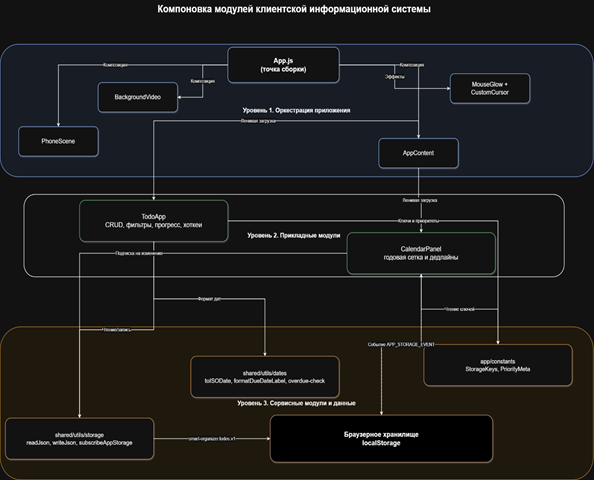 Компоновка модулей клиентской информационной системы
App.js
(точка сборки)
Композиция
Композиция
Композиция
Эффекты
MouseGlow +
CustomCursor
BackgroundVideo
Уровень 1. Оркестрация приложения
Ленивая загрузка
PhoneScene
AppContent
Ленивая загрузка
TodoApp
CRUD, фильтры, прогресс, хоткеи
Ключи и приоритеты
Уровень 2. Прикладные модули
CalendarPanel
годовая сетка и дедлайны
Подписка на изменения
Формат дат
Чтение ключей
Чтение/запись
Событие APP_STORAGE_EVENT
shared/utils/dates
toISODate, formatDueDateLabel, overdue-check
app/constants
StorageKeys, PriorityMeta
Уровень 3. Сервисные модули и данные
shared/utils/storage
readJson, writeJson, subscribeAppStorage
smart-organizer.todos.v1
Браузерное хранилище
localStorage